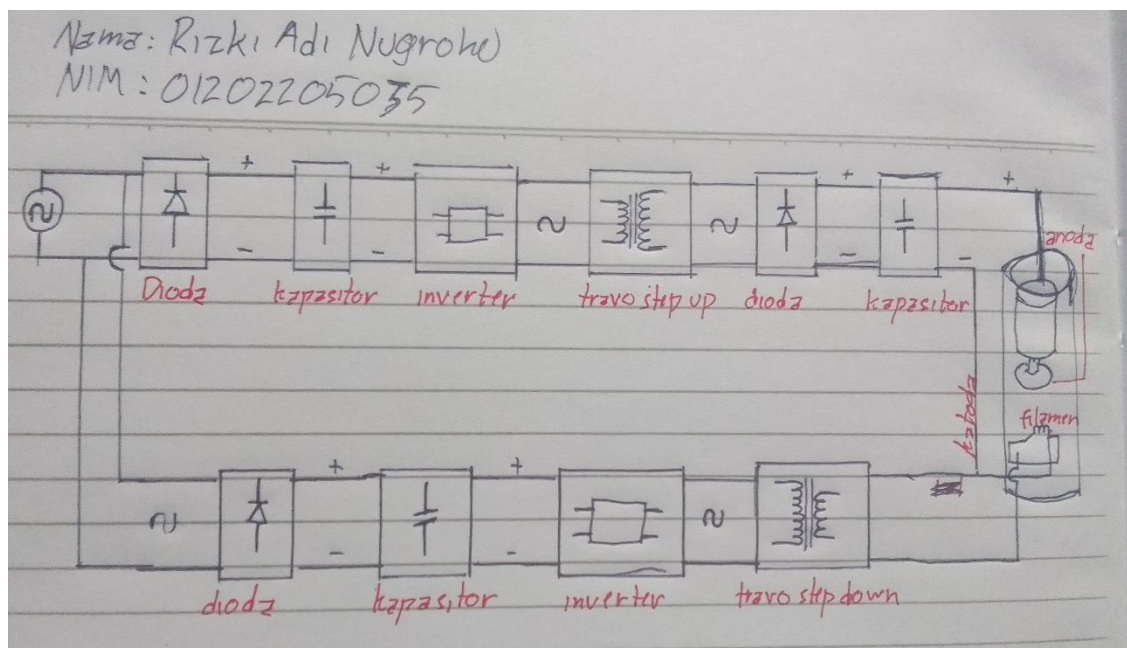 Nama: Rizki Adi Nugroho
NIM: 01202205035
+ + + +
anoda
- - - -
Dioda kapasitor inverter travo step up dioda kapasitor
katoda
filamen
+ +
- -
dioda kapasitor inverter travo step down